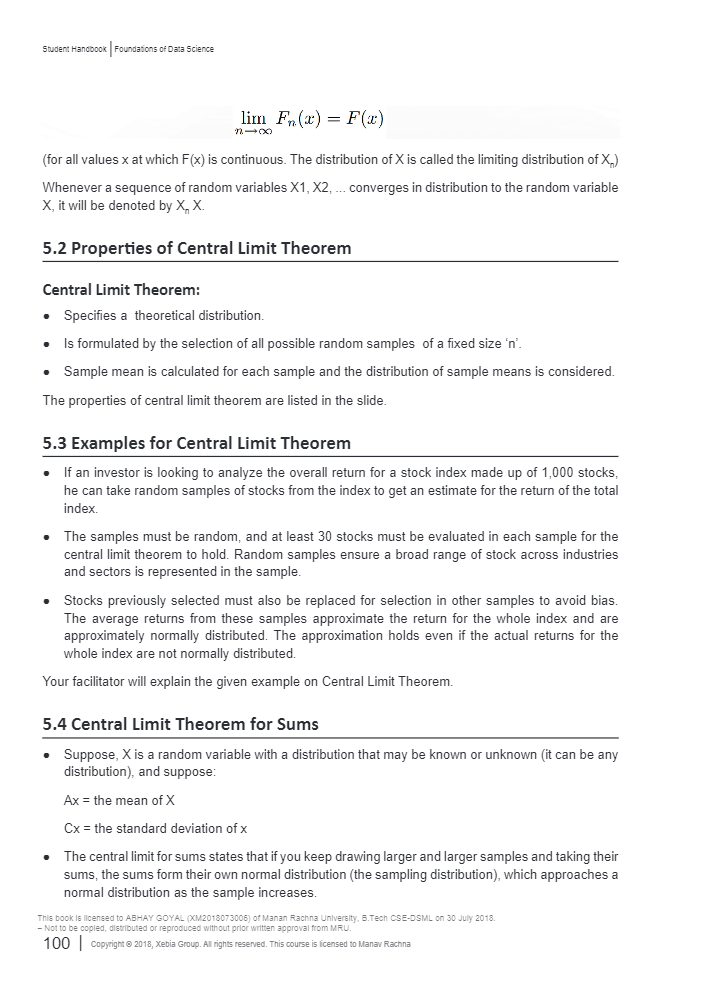 Student Handbook | Foundations of Data Science
lim Fn(x) = F(x)
n→∞
(for all values x at which F(x) is continuous. The distribution of X is called the limiting distribution of Xn)
Whenever a sequence of random variables X1, X2, ... converges in distribution to the random variable
X, it will be denoted by Xn X.
5.2 Properties of Central Limit Theorem
Central Limit Theorem:
• Specifies a theoretical distribution.
• Is formulated by the selection of all possible random samples of a fixed size ‘n’.
• Sample mean is calculated for each sample and the distribution of sample means is considered.
The properties of central limit theorem are listed in the slide.
5.3 Examples for Central Limit Theorem
• If an investor is looking to analyze the overall return for a stock index made up of 1,000 stocks,
he can take random samples of stocks from the index to get an estimate for the return of the total
index.
• The samples must be random, and at least 30 stocks must be evaluated in each sample for the
central limit theorem to hold. Random samples ensure a broad range of stock across industries
and sectors is represented in the sample.
• Stocks previously selected must also be replaced for selection in other samples to avoid bias.
The average returns from these samples approximate the return for the whole index and are
approximately normally distributed. The approximation holds even if the actual returns for the
whole index are not normally distributed.
Your facilitator will explain the given example on Central Limit Theorem.
5.4 Central Limit Theorem for Sums
• Suppose, X is a random variable with a distribution that may be known or unknown (it can be any
distribution), and suppose:
Ax = the mean of X
Cx = the standard deviation of x
• The central limit for sums states that if you keep drawing larger and larger samples and taking their
sums, the sums form their own normal distribution (the sampling distribution), which approaches a
normal distribution as the sample increases.
This book is licensed to ABHAY GOYAL (XM2018073006) of Manan Rachna University, B.Tech CSE-DSML on 30 July 2018.
– Not to be copied, distributed or reproduced without prior written approval from MRU.
100 | Copyright © 2018, Xebia Group. All rights reserved. This course is licensed to Manav Rachna